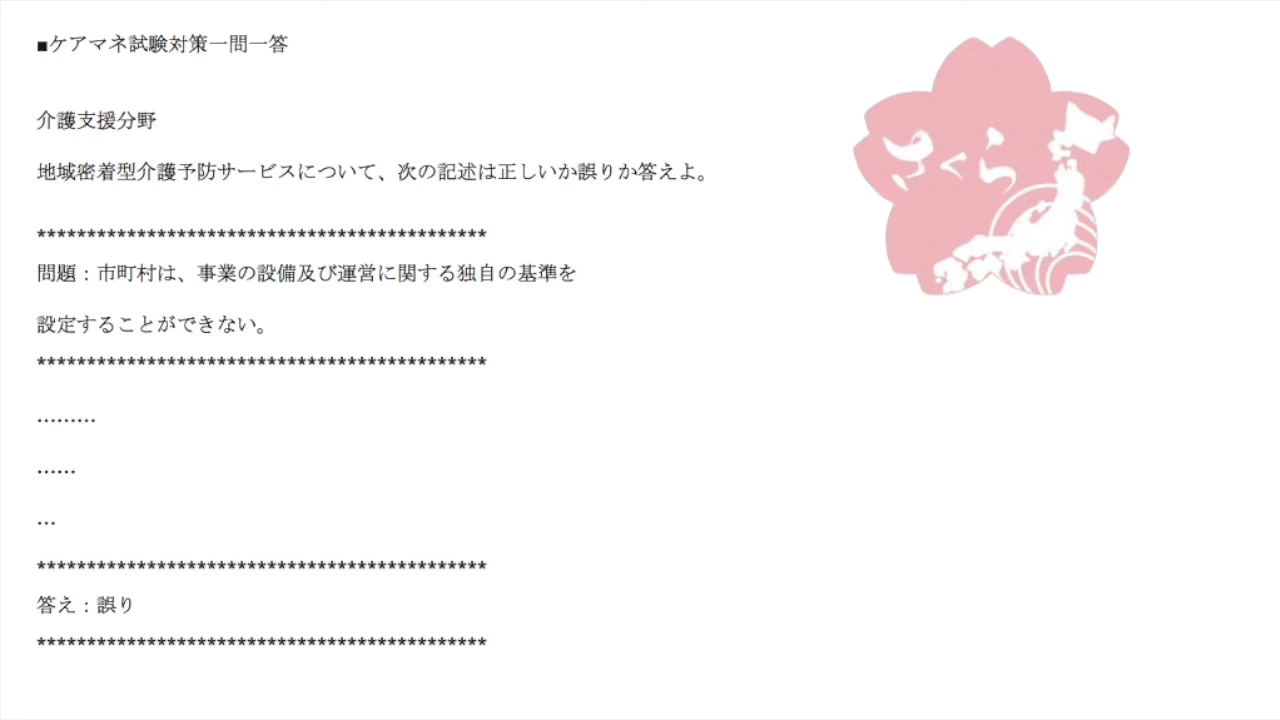 ■ケアマネ試験対策一問一答
介護支援分野
地域密着型介護予防サービスについて、次の記述は正しいか誤りか答えよ。
*********************************************
問題：市町村は、事業の設備及び運営に関する独自の基準を
設定することができない。
*********************************************
………
……
…
*********************************************
答え：誤り
*********************************************
さくら